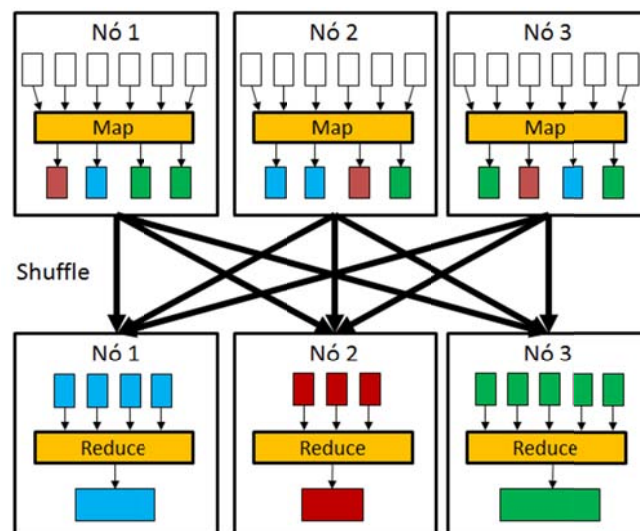 Nó 1
Nó 2
Nó 3
Map
Map
Map
Shuffle
Nó 1
Nó 2
Nó 3
Reduce
Reduce
Reduce